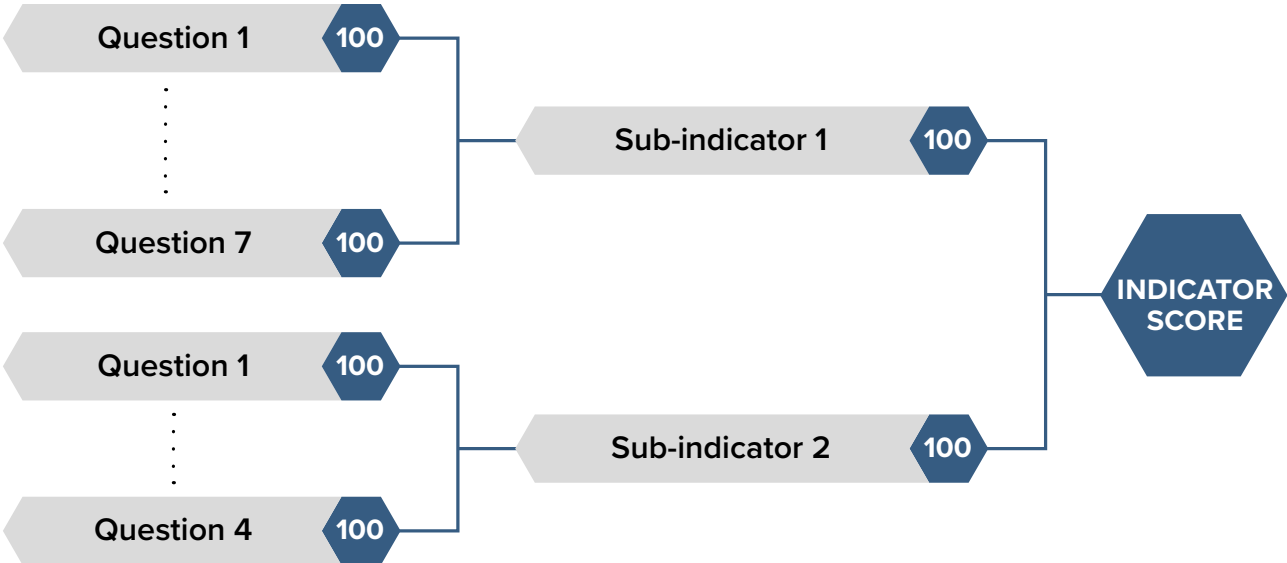 Question 1 100
Question 7 100
Sub-indicator 1 100
Question 1 100
Question 4 100
Sub-indicator 2 100
INDICATOR
SCORE